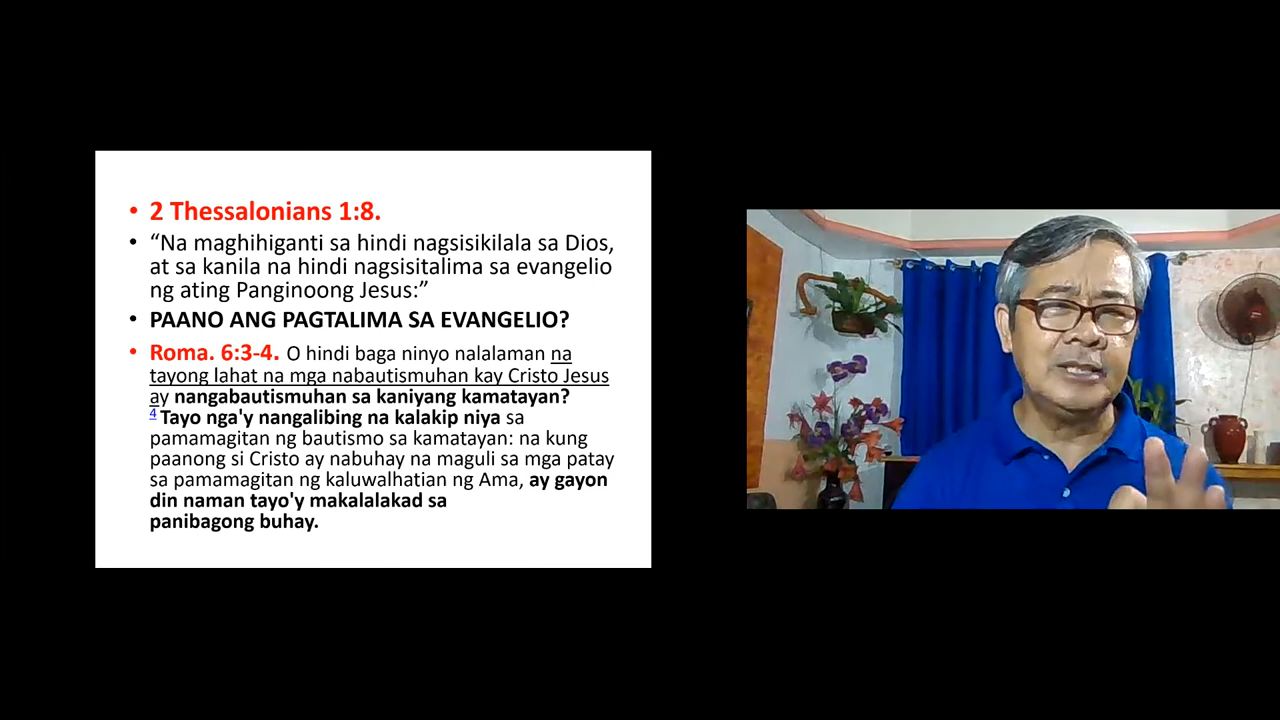 • 2 Thessalonians 1:8.
• “Na maghihiganti sa hindi nagsisikilala sa Dios,
at sa kanila na hindi nagsisitalima sa evangelio
ng ating Panginoong Jesus:”
• PAANO ANG PAGTALIMA SA EVANGELIO?
• Roma. 6:3-4. O hindi baga ninyo nalalaman na
tayong lahat na mga nabautismuhan kay Cristo Jesus
ay nangabautismuhan sa kaniyang kamatayan?
4 Tayo nga'y nangalibing na kalakip niya sa
pamamagitan ng bautismo sa kamatayan: na kung
paanong si Cristo ay nabuhay na maguli sa mga patay
sa pamamagitan ng kaluwalhatian ng Ama, ay gayon
din naman tayo'y makalalakad sa
panibagong buhay.